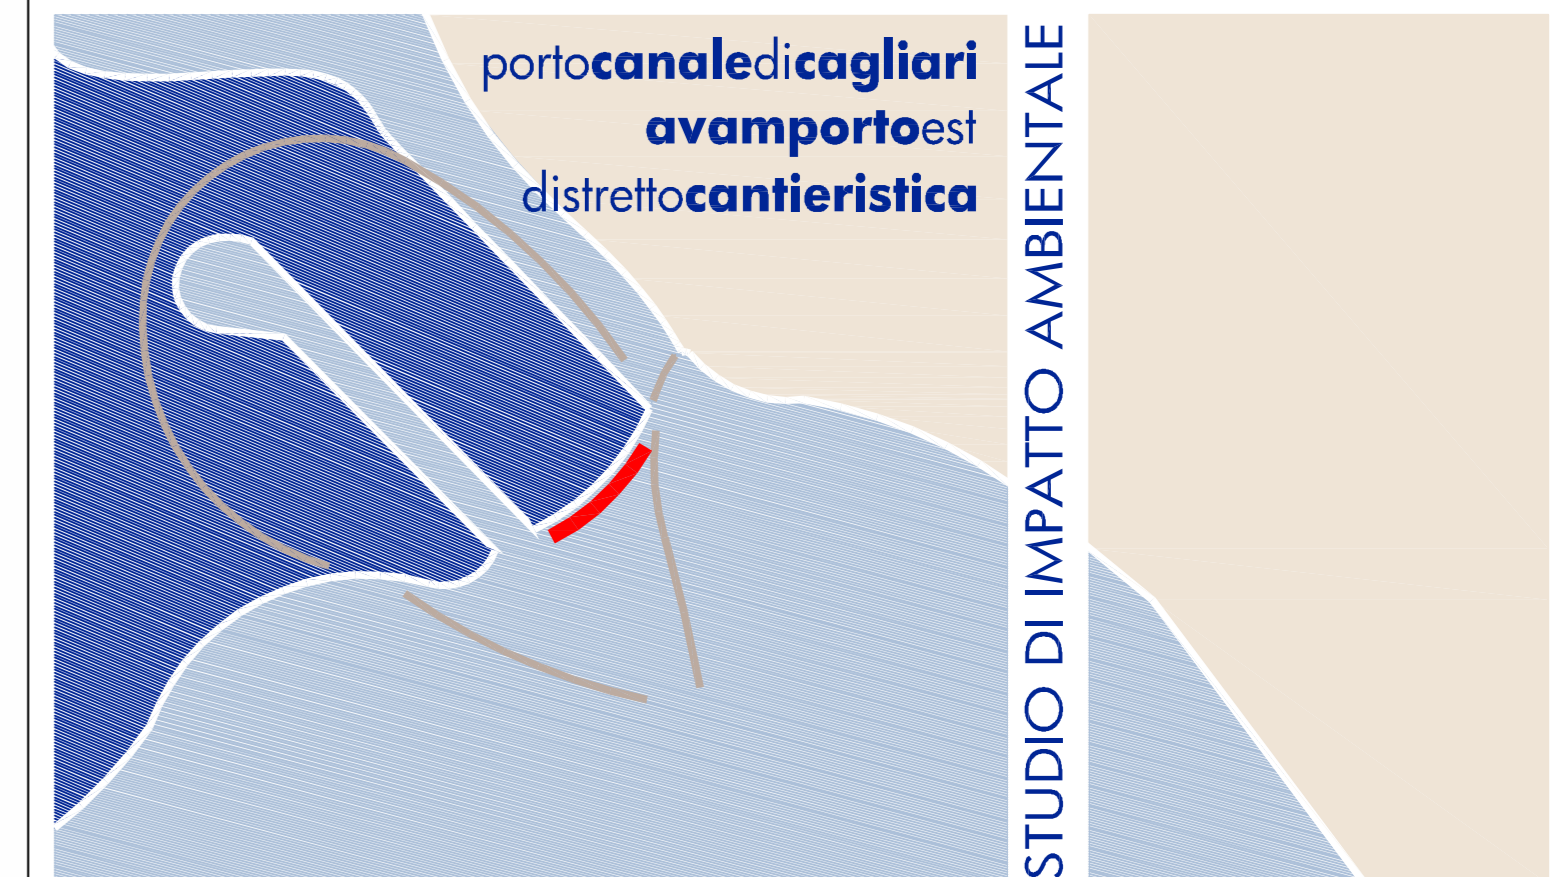 portocanaledicagliari
avamportoest
distrettocantieristica
STUDIO DI IMPATTO AMBIENTALE